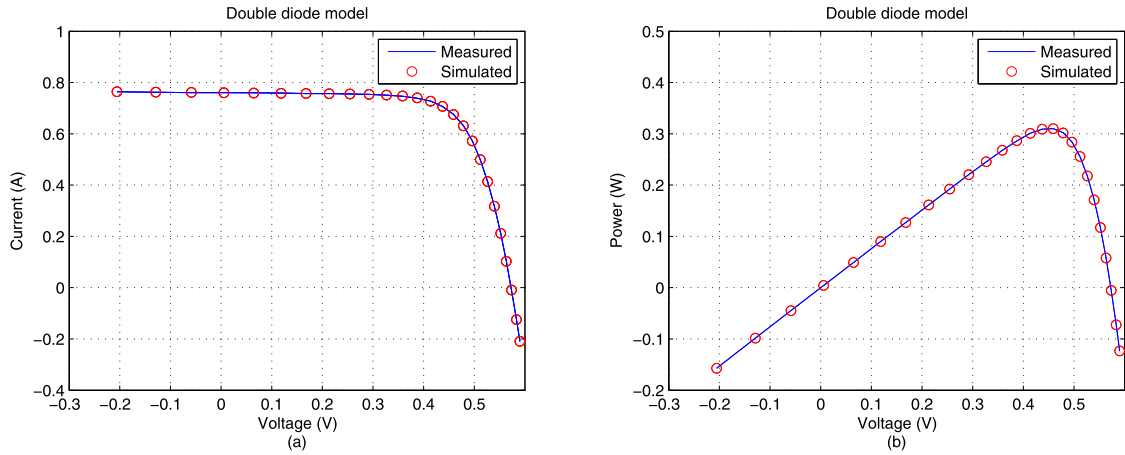 Double diode model
Measured
Simulated
1
0.8
0.6
0.4
0.2
0
−0.2
−0.4
Current (A)
−0.3 −0.2 −0.1 0 0.1 0.2 0.3 0.4 0.5
Voltage (V)
(a)
Double diode model
Measured
Simulated
0.5
0.4
0.3
0.2
0.1
0
−0.1
−0.2
Power (W)
−0.3 −0.2 −0.1 0 0.1 0.2 0.3 0.4 0.5
Voltage (V)
(b)